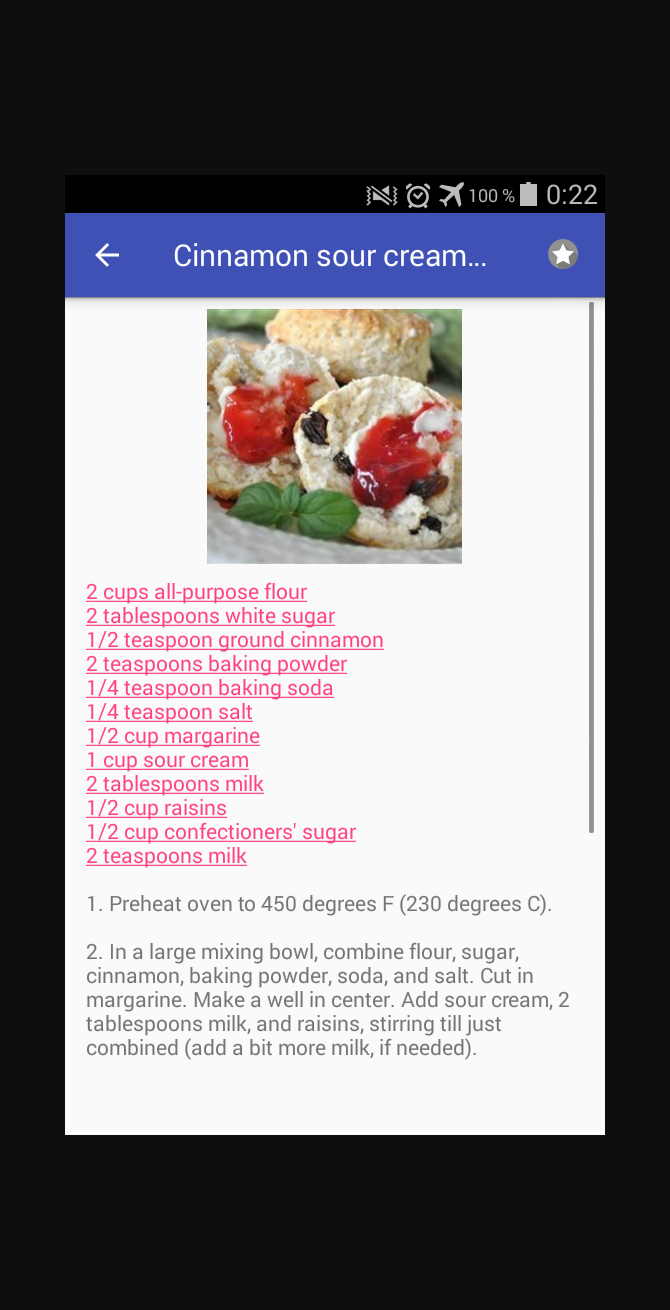 100 % 0:22
Cinnamon sour cream...
2 cups all-purpose flour
2 tablespoons white sugar
1/2 teaspoon ground cinnamon
2 teaspoons baking powder
1/4 teaspoon baking soda
1/4 teaspoon salt
1/2 cup margarine
1 cup sour cream
2 tablespoons milk
1/2 cup raisins
1/2 cup confectioners' sugar
2 teaspoons milk
1. Preheat oven to 450 degrees F (230 degrees C).
2. In a large mixing bowl, combine flour, sugar,
cinnamon, baking powder, soda, and salt. Cut in
margarine. Make a well in center. Add sour cream, 2
tablespoons milk, and raisins, stirring till just
combined (add a bit more milk, if needed).